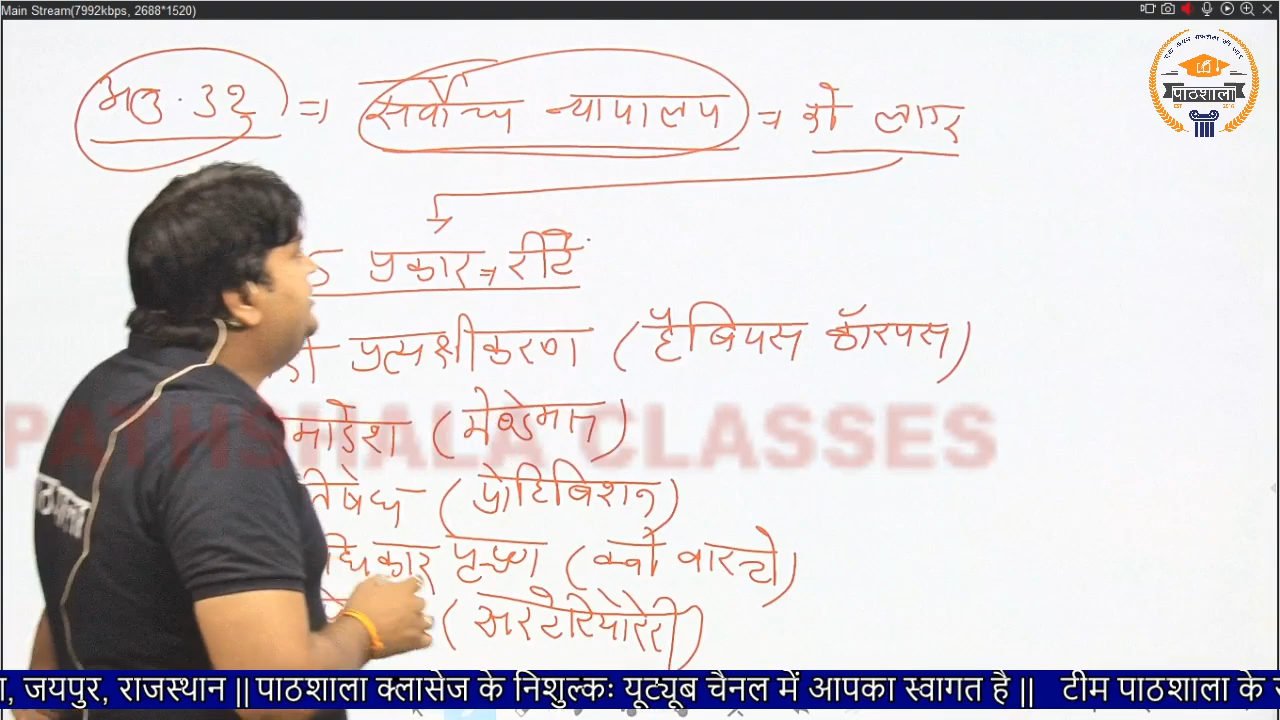 Main Stream(7992kbps, 2688*1520)
अनु. 32 ⇒ सर्वोच्च न्यायालय ⇒ को लागू
5 प्रकार ⇒ रीटें
प्रत्यक्षीकरण (हैबियस कॉरपस)
मादेश (मेण्डेमस)
तिषेध (प्रोहिबिशन)
धिकार पृच्छा (क्वो वारन्टो)
(सरटेरियोरेरी)
पाठशाला
PATHSHALA CLASSES
, जयपुर, राजस्थान || पाठशाला क्लासेज के निशुल्कः यूट्यूब चैनल में आपका स्वागत है || टीम पाठशाला के